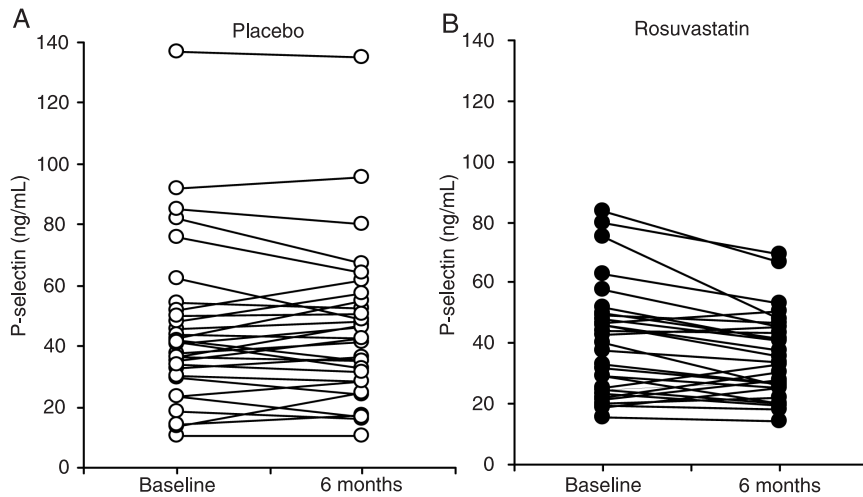 A
Placebo
P-selectin (ng/mL)
140
120
100
80
60
40
20
0
Baseline
6 months
B
Rosuvastatin
P-selectin (ng/mL)
140
120
100
80
60
40
20
0
Baseline
6 months